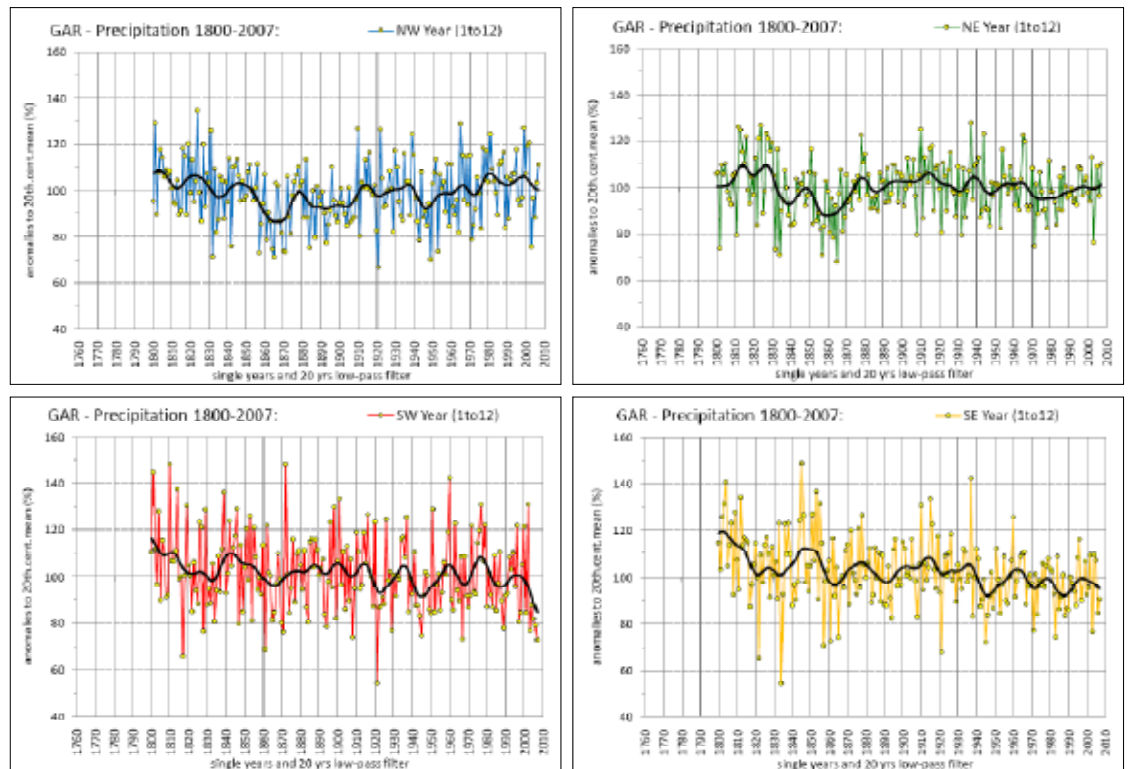 GAR - Precipitation 1800-2007: NW Year (1to12)
160
140
120
100
80
60
40
anomalies to 20th.cent.mean (%)
1760 1770 1780 1790 1800 1810 1820 1830 1840 1850 1860 1870 1880 1890 1900 1910 1920 1930 1940 1950 1960 1970 1980 1990 2000 2010
single years and 20 yrs low-pass filter
GAR - Precipitation 1800-2007: NE Year (1to12)
160
140
120
100
80
60
40
anomalies to 20th.cent.mean (%)
1760 1770 1780 1790 1800 1810 1820 1830 1840 1850 1860 1870 1880 1890 1900 1910 1920 1930 1940 1950 1960 1970 1980 1990 2000 2010
single years and 20 yrs low-pass filter
GAR - Precipitation 1800-2007: SW Year (1to12)
160
140
120
100
80
60
40
anomalies to 20th.cent.mean (%)
1760 1770 1780 1790 1800 1810 1820 1830 1840 1850 1860 1870 1880 1890 1900 1910 1920 1930 1940 1950 1960 1970 1980 1990 2000 2010
single years and 20 yrs low-pass filter
GAR - Precipitation 1800-2007: SE Year (1to12)
160
140
120
100
80
60
40
anomalies to 20th.cent.mean (%)
1760 1770 1780 1790 1800 1810 1820 1830 1840 1850 1860 1870 1880 1890 1900 1910 1920 1930 1940 1950 1960 1970 1980 1990 2000 2010
single years and 20 yrs low-pass filter